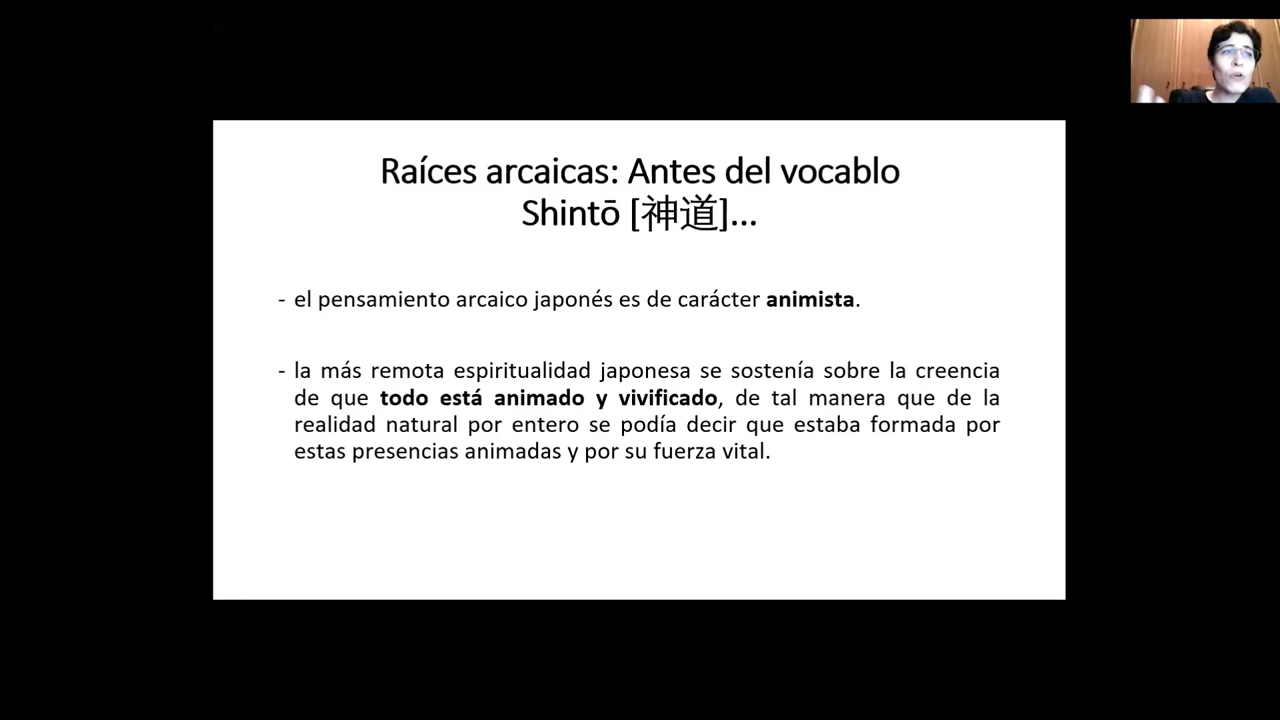 Raíces arcaicas: Antes del vocablo
Shintō [神道]...
- el pensamiento arcaico japonés es de carácter animista.
- la más remota espiritualidad japonesa se sostenía sobre la creencia
de que todo está animado y vivificado, de tal manera que de la
realidad natural por entero se podía decir que estaba formada por
estas presencias animadas y por su fuerza vital.